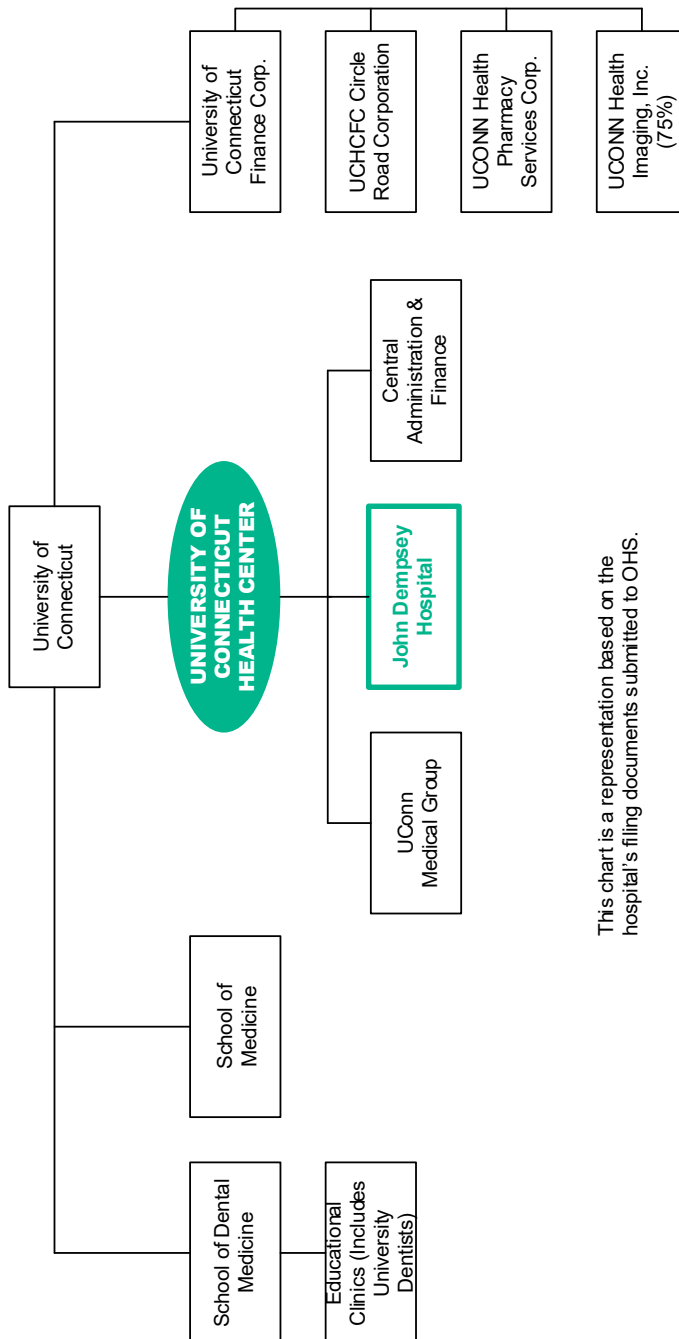 University of
Connecticut
UNIVERSITY OF
CONNECTICUT
HEALTH CENTER
School of Dental
Medicine
School of
Medicine
University of
Connecticut
Finance Corp.
Educational
Clinics (Includes
University
Dentists)
UCHCFC Circle
Road Corporation
UConn
Medical Group
John Dempsey
Hospital
Central
Administration &
Finance
UCONN Health
Pharmacy
Services Corp.
UCONN Health
Imaging, Inc.
(75%)
This chart is a representation based on the
hospital's filing documents submitted to OHS.